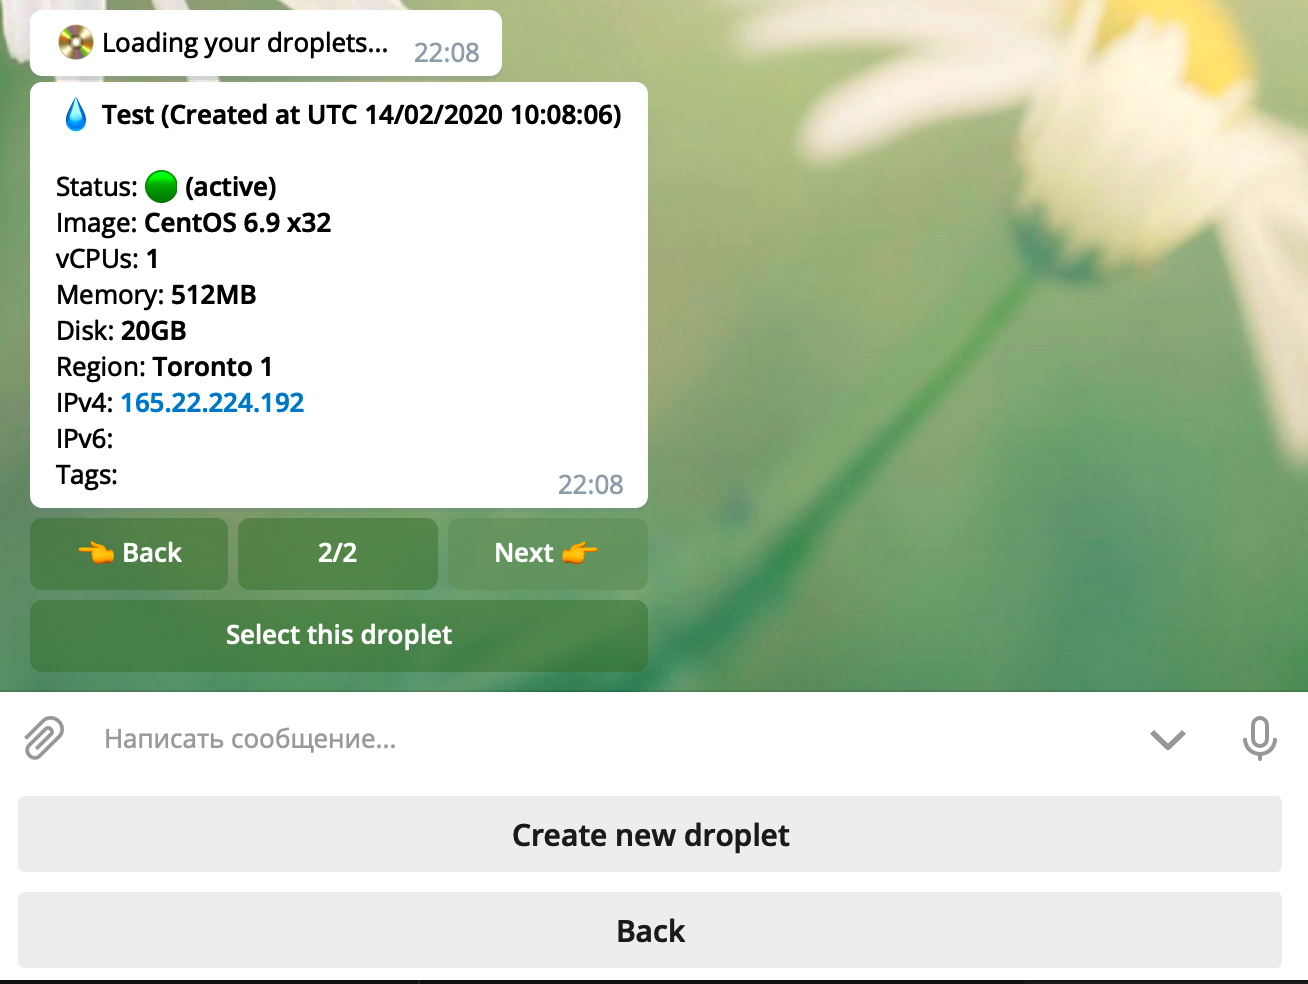 Loading your droplets...
22:08
Test (Created at UTC 14/02/2020 10:08:06)
Status: (active)
Image: CentOS 6.9 x32
vCPUs: 1
Memory: 512MB
Disk: 20GB
Region: Toronto 1
IPv4: 165.22.224.192
IPv6:
Tags:
22:08
Back
2/2
Next
Select this droplet
Написать сообщение...
Create new droplet
Back